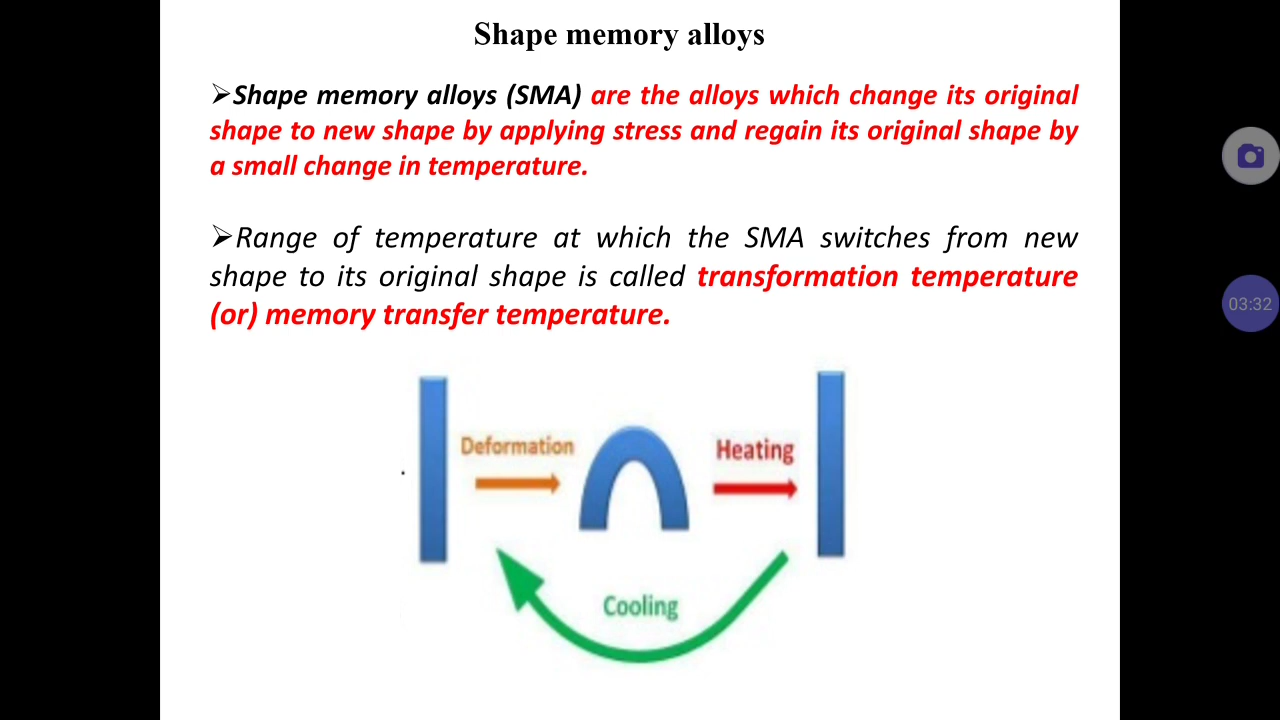 Shape memory alloys
➢Shape memory alloys (SMA) are the alloys which change its original
shape to new shape by applying stress and regain its original shape by
a small change in temperature.
➢Range of temperature at which the SMA switches from new
shape to its original shape is called transformation temperature
(or) memory transfer temperature.
Deformation
Heating
Cooling
03:32